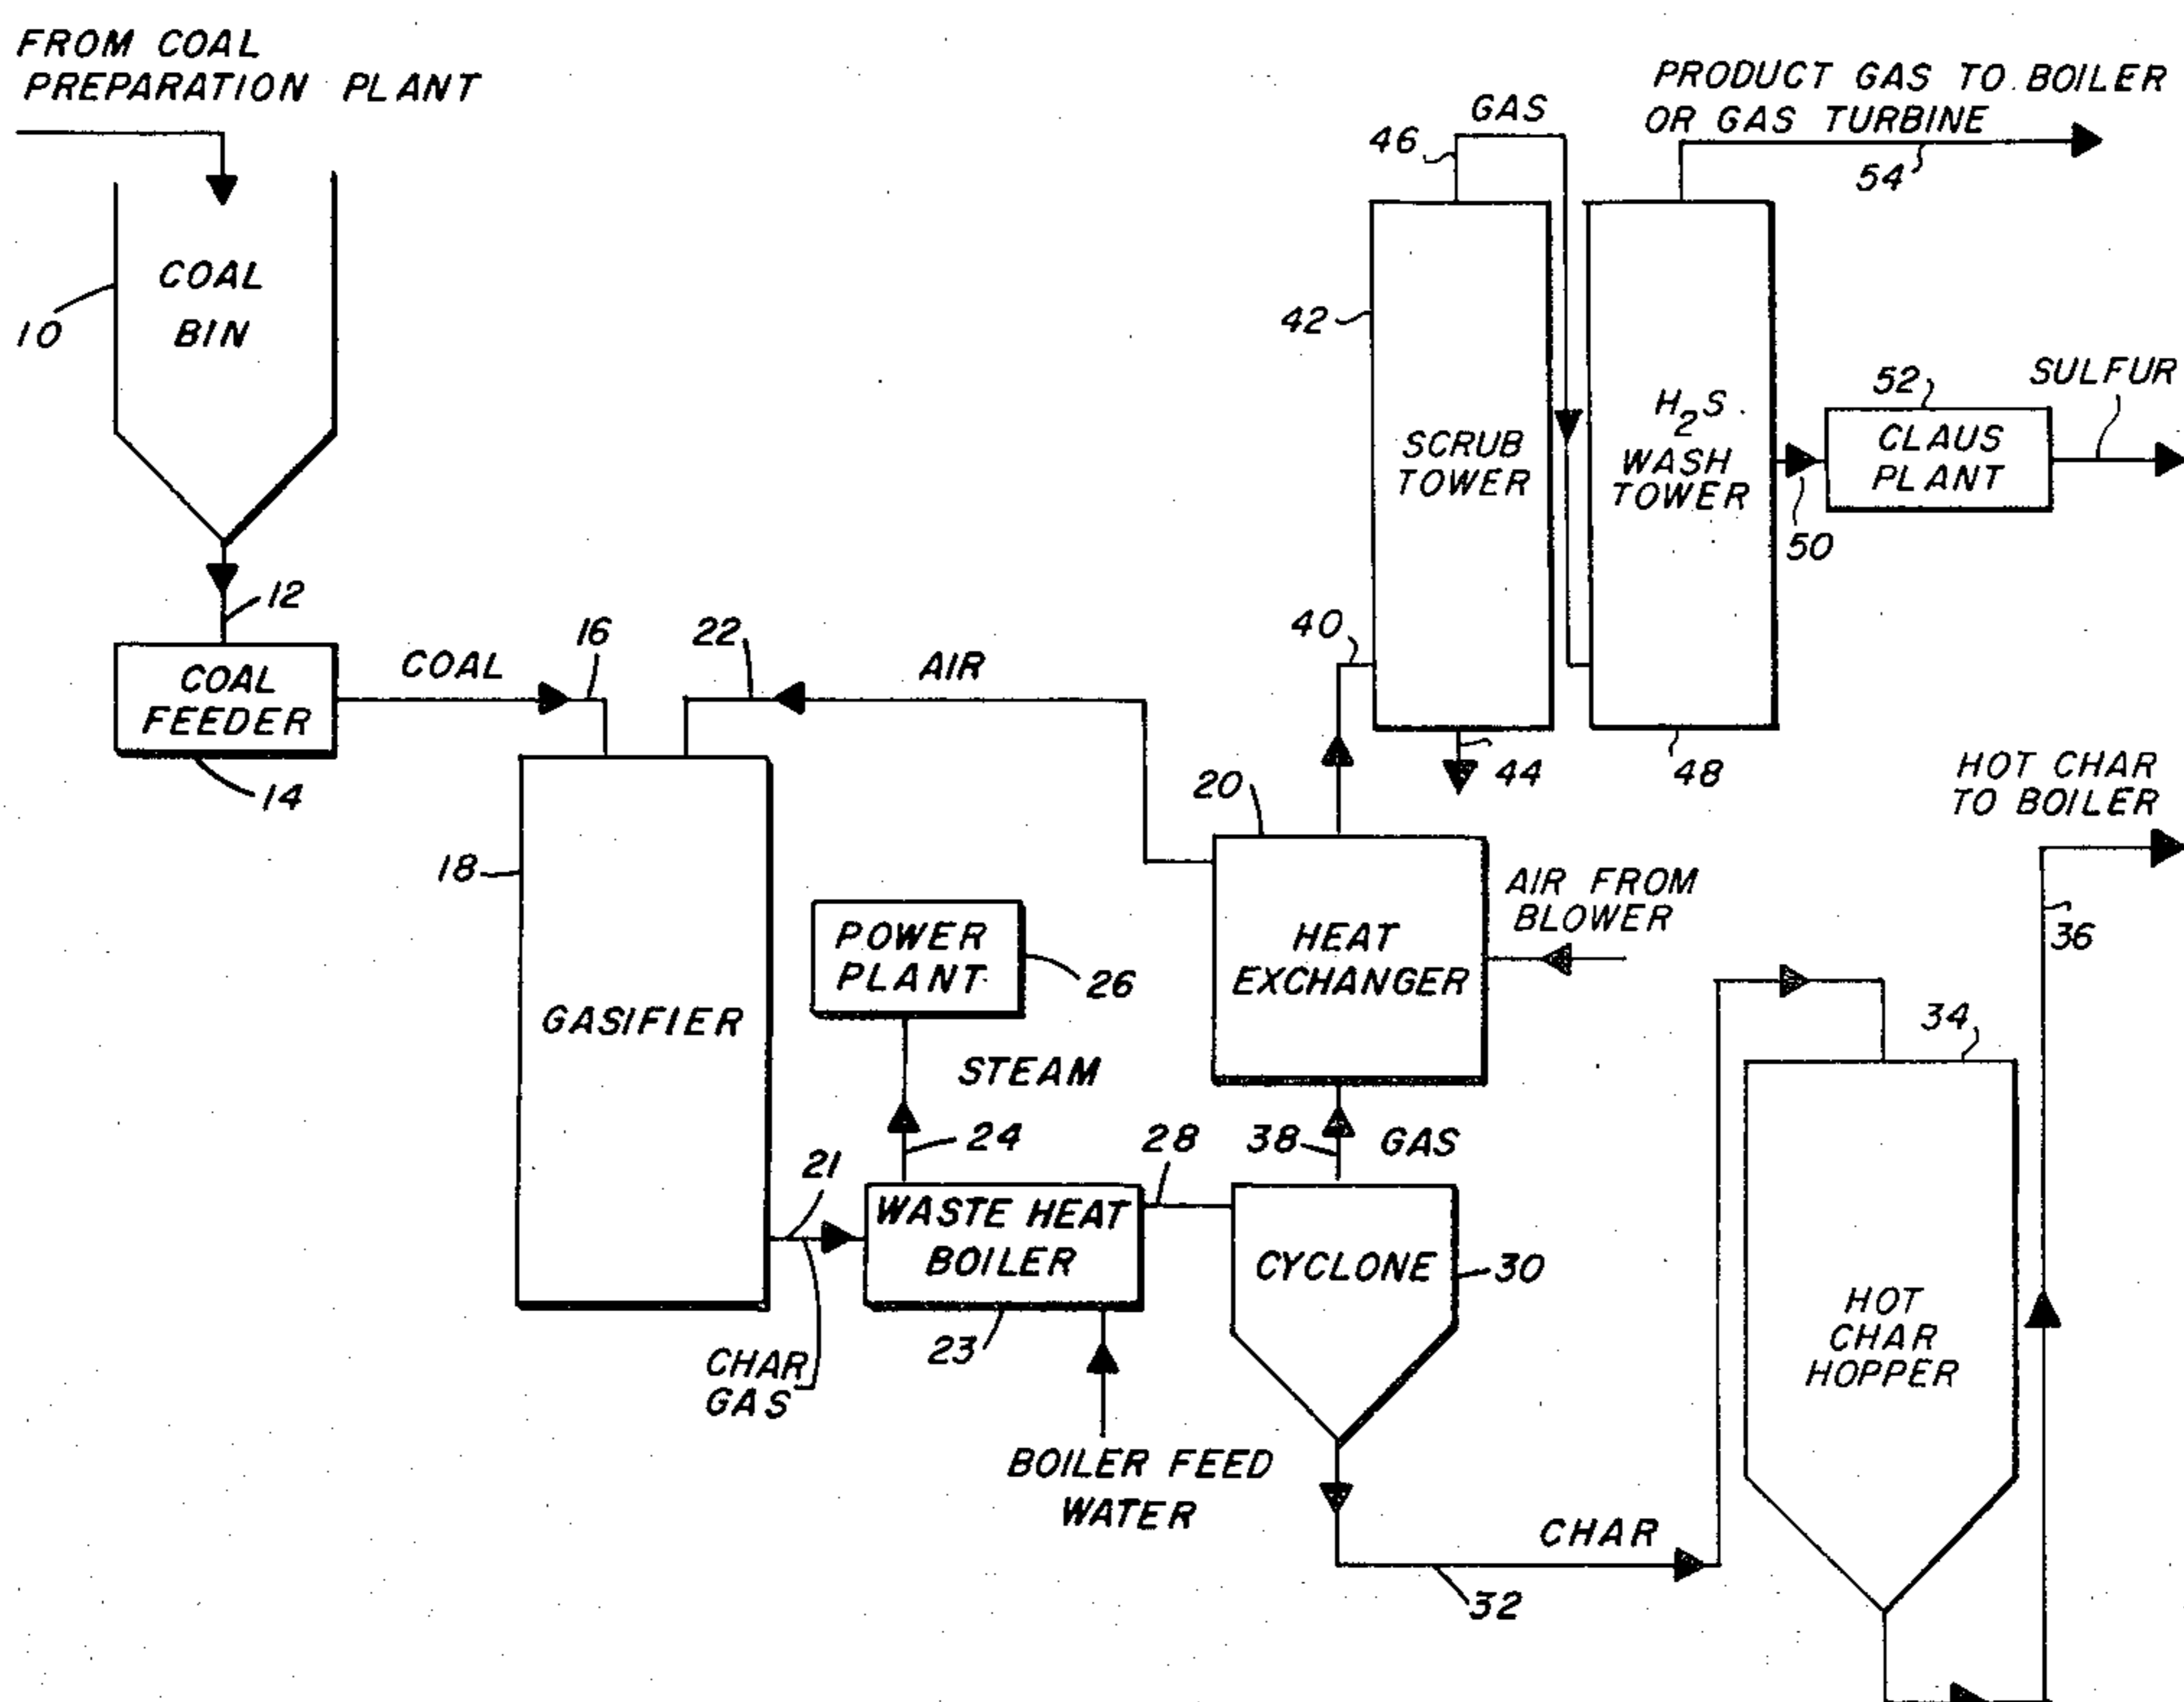 FROM COAL
PREPARATION PLANT
COAL
BIN
10
12
COAL
FEEDER
14
COAL
16
22
AIR
18
GASIFIER
POWER
PLANT
26
STEAM
24
21
CHAR
GAS
WASTE HEAT
BOILER
23
BOILER FEED
WATER
28
CYCLONE
30
38
GAS
20
HEAT
EXCHANGER
AIR FROM
BLOWER
40
42
SCRUB
TOWER
44
46
GAS
H2S
WASH
TOWER
48
50
52
CLAUS
PLANT
SULFUR
PRODUCT GAS TO BOILER
OR GAS TURBINE
54
CHAR
32
34
HOT
CHAR
HOPPER
36
HOT CHAR
TO BOILER